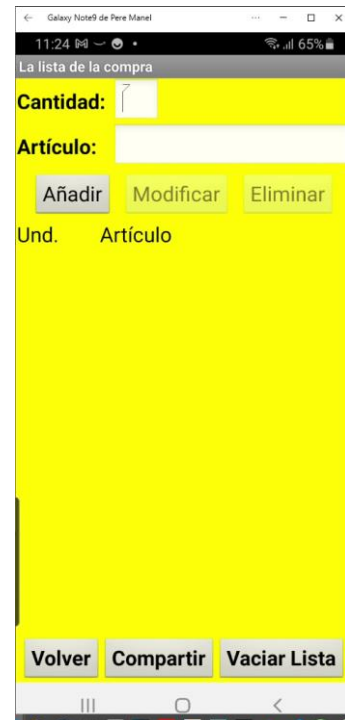 Galaxy Note9 de Pere Manel
11:24 65%
La lista de la compra
Cantidad:
Artículo:
Añadir Modificar Eliminar
Und. Artículo
Volver Compartir Vaciar Lista